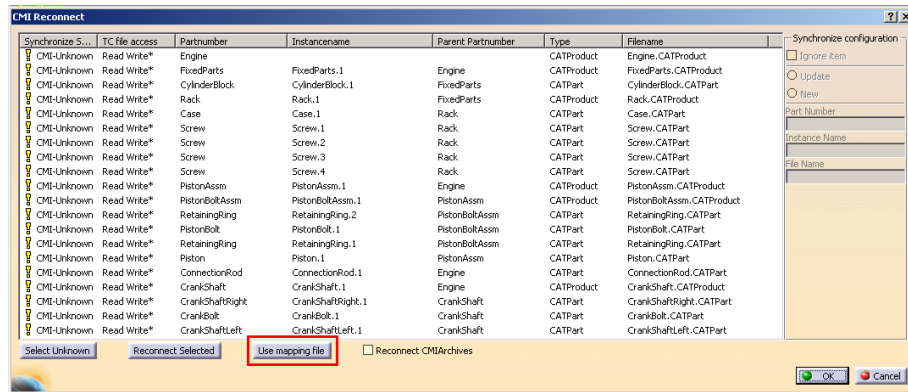 CMI Reconnect
Synchronize S... TC file access Partnumber Instancename Parent Partnumber Type Filename
CMI-Unknown Read Write* Engine CATProduct Engine.CATProduct
CMI-Unknown Read Write* FixedParts FixedParts.1 Engine CATProduct FixedParts.CATProduct
CMI-Unknown Read Write* CylinderBlock CylinderBlock.1 FixedParts CATPart CylinderBlock.CATPart
CMI-Unknown Read Write* Rack Rack.1 FixedParts CATProduct Rack.CATProduct
CMI-Unknown Read Write* Case Case.1 Rack CATPart Case.CATPart
CMI-Unknown Read Write* Screw Screw.1 Rack CATPart Screw.CATPart
CMI-Unknown Read Write* Screw Screw.2 Rack CATPart Screw.CATPart
CMI-Unknown Read Write* Screw Screw.3 Rack CATPart Screw.CATPart
CMI-Unknown Read Write* Screw Screw.4 Rack CATPart Screw.CATPart
CMI-Unknown Read Write* PistonAssm PistonAssm.1 Engine CATProduct PistonAssm.CATProduct
CMI-Unknown Read Write* PistonBoltAssm PistonBoltAssm.1 PistonAssm CATProduct PistonBoltAssm.CATProduct
CMI-Unknown Read Write* RetainingRing RetainingRing.2 PistonBoltAssm CATPart RetainingRing.CATPart
CMI-Unknown Read Write* PistonBolt PistonBolt.1 PistonBoltAssm CATPart PistonBolt.CATPart
CMI-Unknown Read Write* RetainingRing RetainingRing.1 PistonBoltAssm CATPart RetainingRing.CATPart
CMI-Unknown Read Write* Piston Piston.1 PistonAssm CATPart Piston.CATPart
CMI-Unknown Read Write* ConnectionRod ConnectionRod.1 Engine CATPart ConnectionRod.CATPart
CMI-Unknown Read Write* CrankShaft CrankShaft.1 Engine CATProduct CrankShaft.CATProduct
CMI-Unknown Read Write* CrankShaftRight CrankShaftRight.1 CrankShaft CATPart CrankShaftRight.CATPart
CMI-Unknown Read Write* CrankBolt CrankBolt.1 CrankShaft CATPart CrankBolt.CATPart
CMI-Unknown Read Write* CrankShaftLeft CrankShaftLeft.1 CrankShaft CATPart CrankShaftLeft.CATPart
Synchronize configuration
Ignore item
Update
New
Part Number
Instance Name
File Name
Select Unknown Reconnect Selected Use mapping file Reconnect CMIArchives
OK Cancel